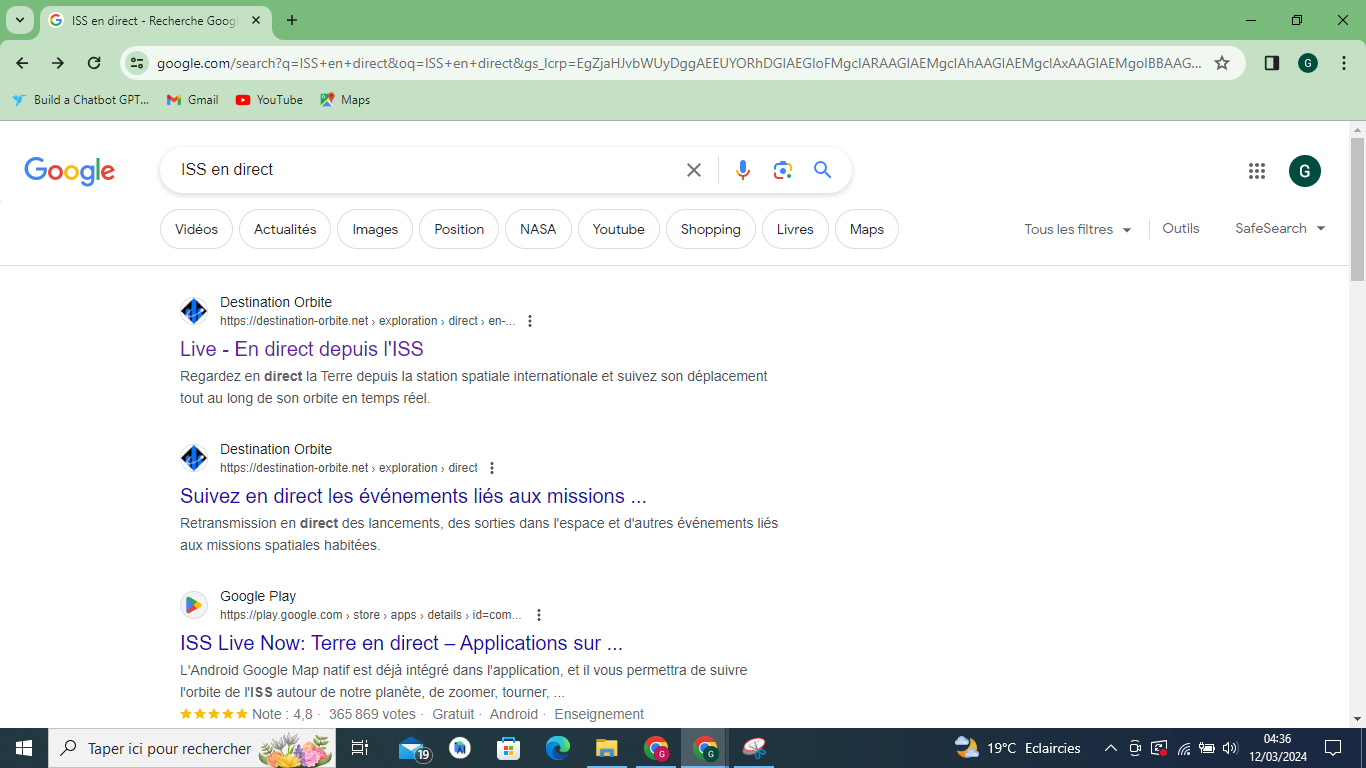 ISS en direct - Recherche Googl
google.com/search?q=ISS+en+direct&oq=ISS+en+direct&gs_lcrp=EgZjaHJvbWUyDggAEEUYORhDGIAEGIoFMgcIARAAGIAEMgcIAhAAGIAEMgcIAxAAGIAEMgoIBBAAG...
G
Build a Chatbot GPT...
Gmail
YouTube
Maps
Google
ISS en direct
G
Vidéos
Actualités
Images
Position
NASA
Youtube
Shopping
Livres
Maps
Tous les filtres
Outils
SafeSearch
Destination Orbite
https://destination-orbite.net › exploration › direct › en-...
Live - En direct depuis l'ISS
Regardez en direct la Terre depuis la station spatiale internationale et suivez son déplacement
tout au long de son orbite en temps réel.
Destination Orbite
https://destination-orbite.net › exploration › direct
Suivez en direct les événements liés aux missions ...
Retransmission en direct des lancements, des sorties dans l'espace et d'autres événements liés
aux missions spatiales habitées.
Google Play
https://play.google.com › store › apps › details › id=com...
ISS Live Now: Terre en direct – Applications sur ...
L'Android Google Map natif est déjà intégré dans l'application, et il vous permettra de suivre
l'orbite de l'ISS autour de notre planète, de zoomer, tourner, ...
Note : 4,8 · 365 869 votes · Gratuit · Android · Enseignement
Taper ici pour rechercher
19
G
G
19°C Eclaircies
04:36
12/03/2024